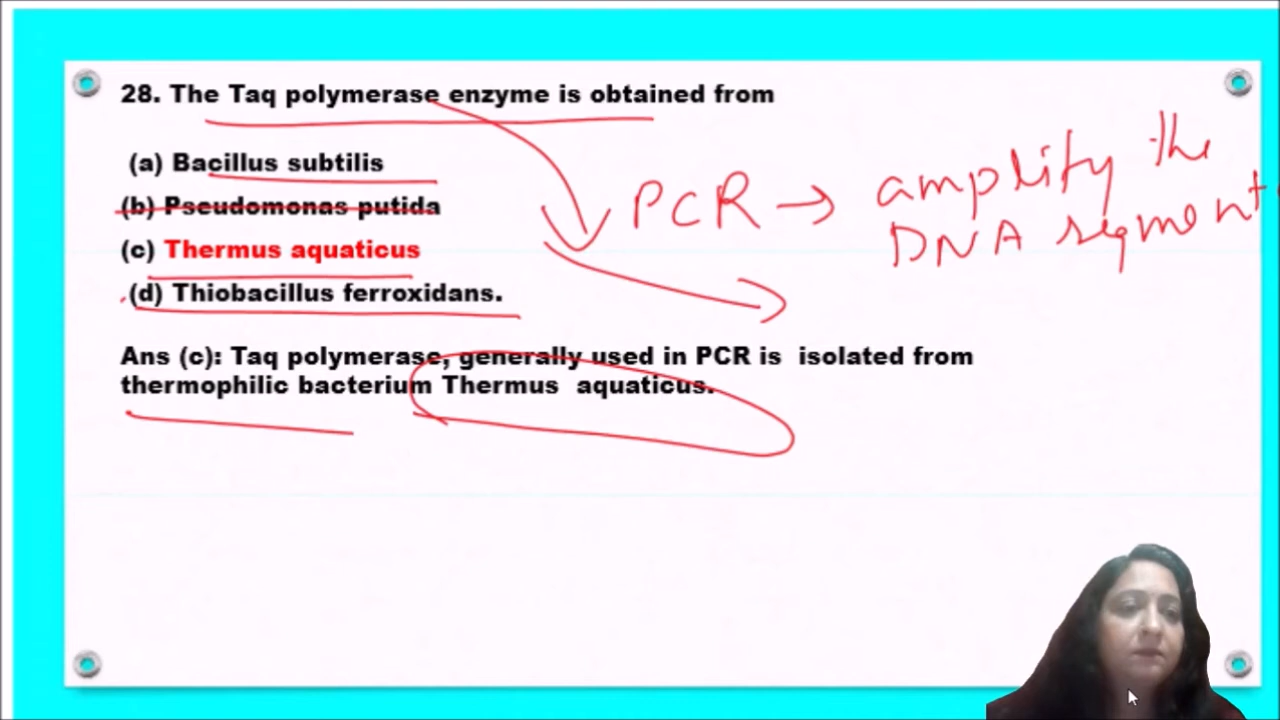 28. The Taq polymerase enzyme is obtained from
(a) Bacillus subtilis
(b) Pseudomonas putida
(c) Thermus aquaticus
(d) Thiobacillus ferroxidans.
PCR → amplify the
DNA segment
Ans (c): Taq polymerase, generally used in PCR is isolated from
thermophilic bacterium Thermus aquaticus.